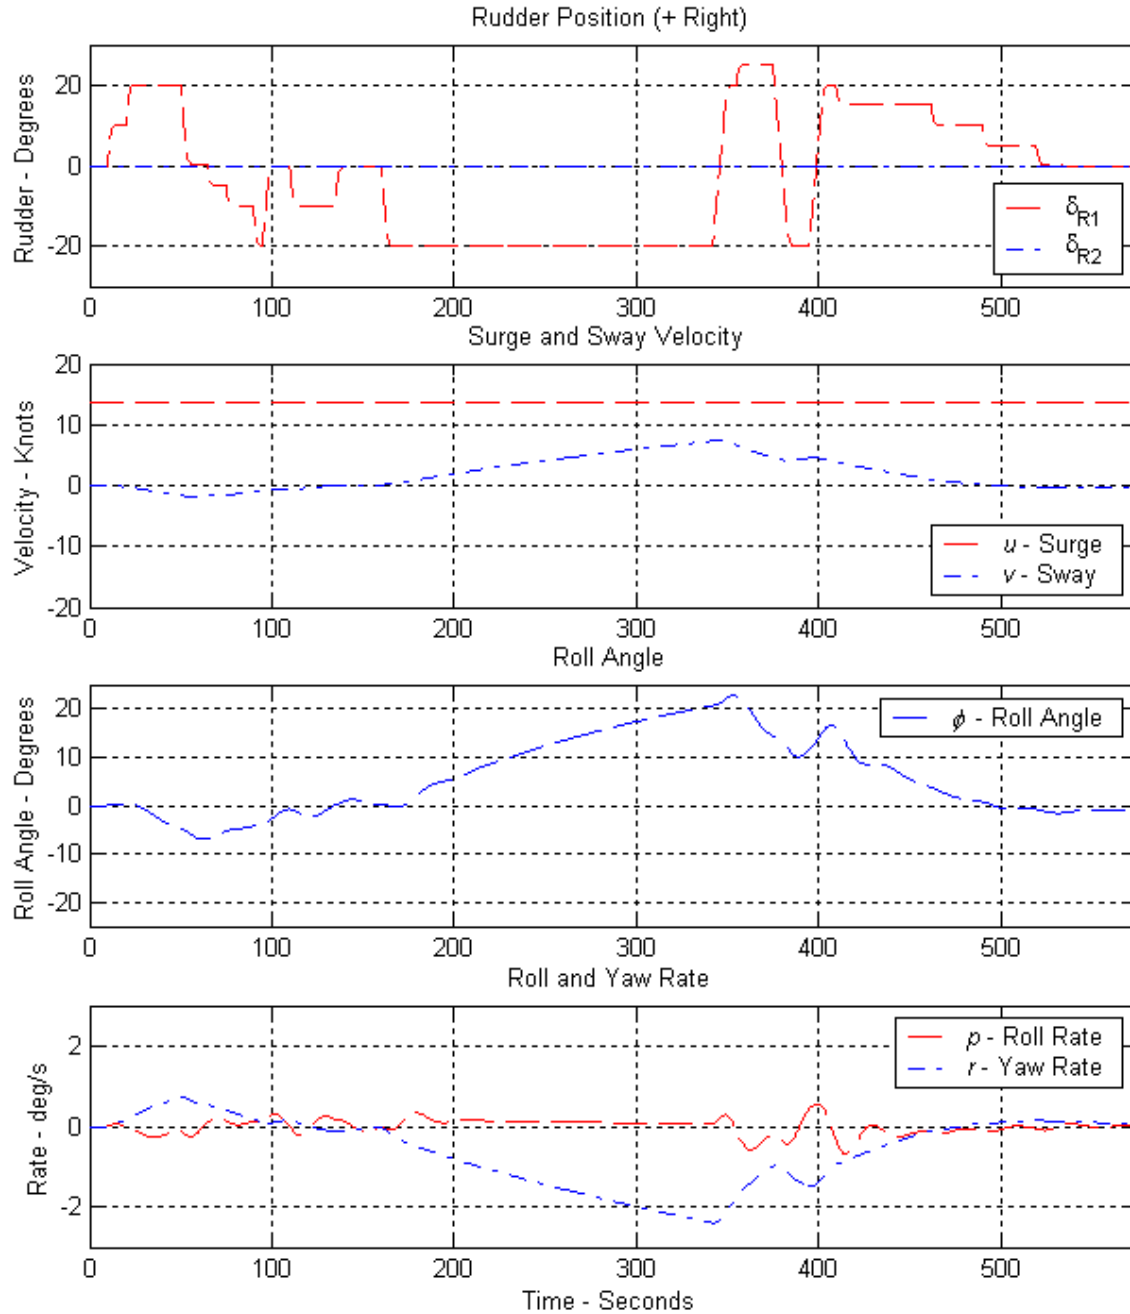 Rudder Position (+ Right)
Rudder - Degrees
20
0
-20
δR1
δR2
0 100 200 300 400 500
Surge and Sway Velocity
Velocity - Knots
20
10
0
-10
-20
u - Surge
v - Sway
0 100 200 300 400 500
Roll Angle
Roll Angle - Degrees
20
10
0
-10
-20
ϕ - Roll Angle
0 100 200 300 400 500
Roll and Yaw Rate
Rate - deg/s
2
0
-2
p - Roll Rate
r - Yaw Rate
0 100 200 300 400 500
Time - Seconds